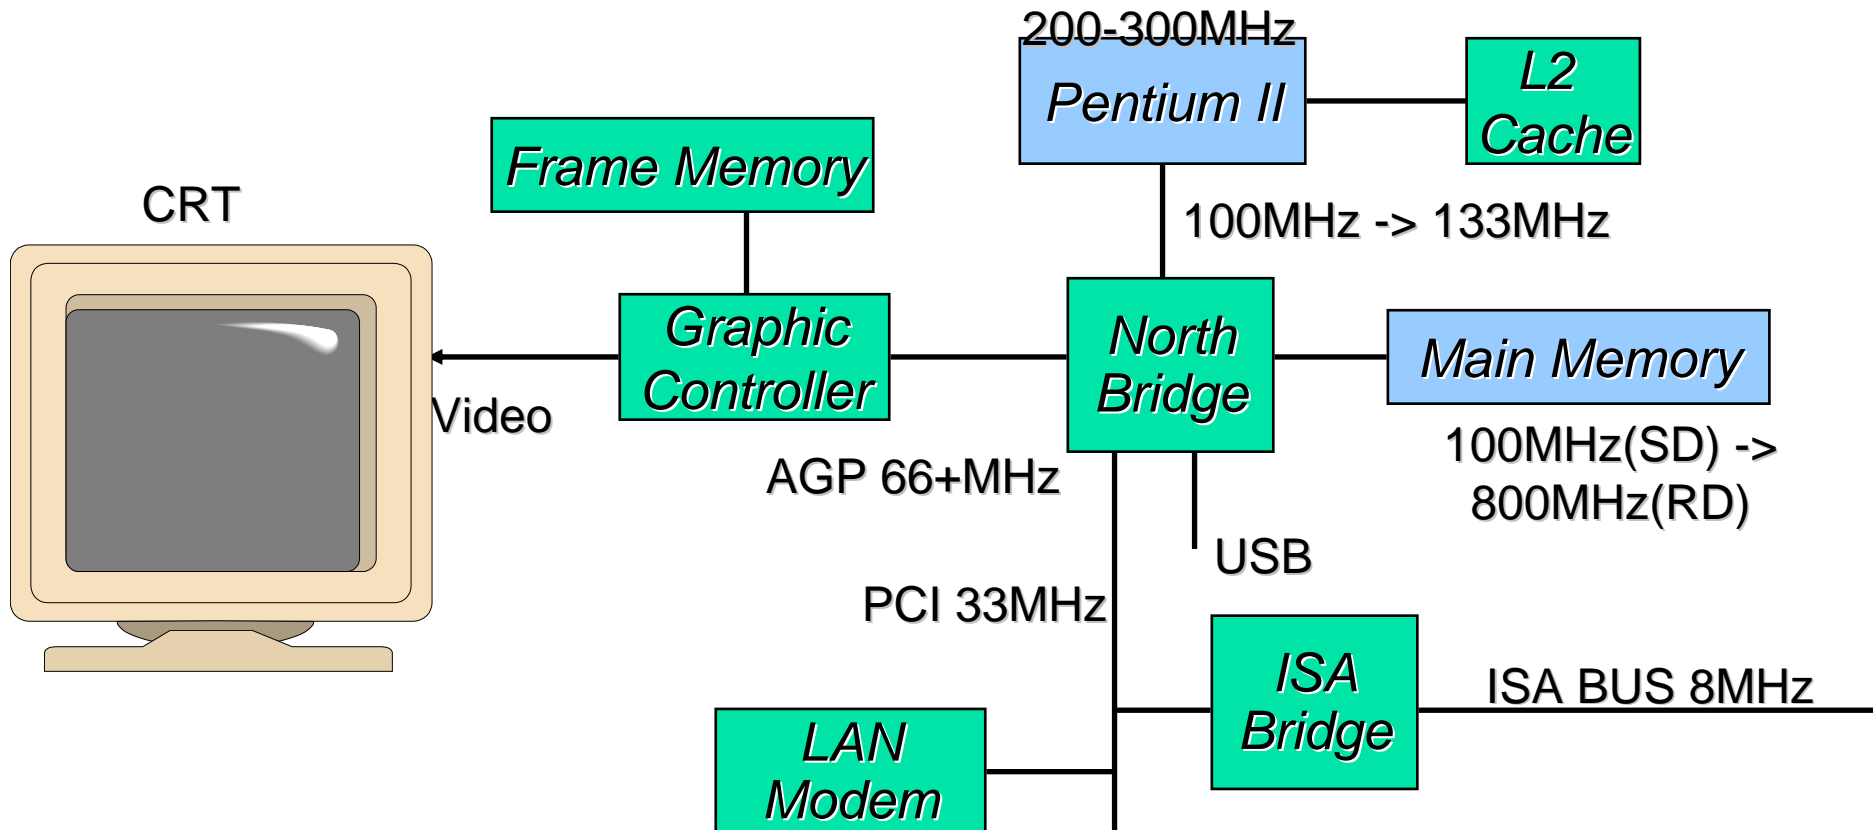 200-300MHz
Pentium II
L2
Cache
Frame Memory
CRT
100MHz -> 133MHz
Graphic
Controller
North
Bridge
Main Memory
Video
AGP 66+MHz
100MHz(SD) ->
800MHz(RD)
USB
PCI 33MHz
ISA
Bridge
ISA BUS 8MHz
LAN
Modem